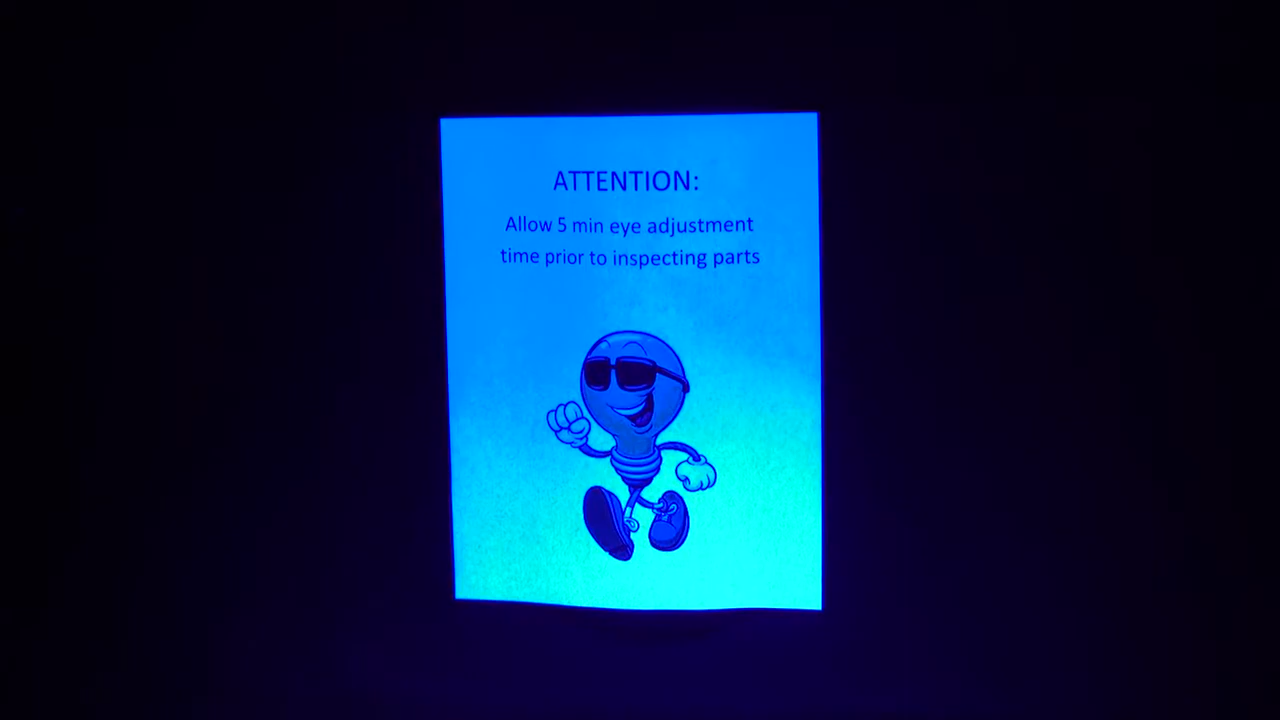 ATTENTION:
Allow 5 min eye adjustment
time prior to inspecting parts